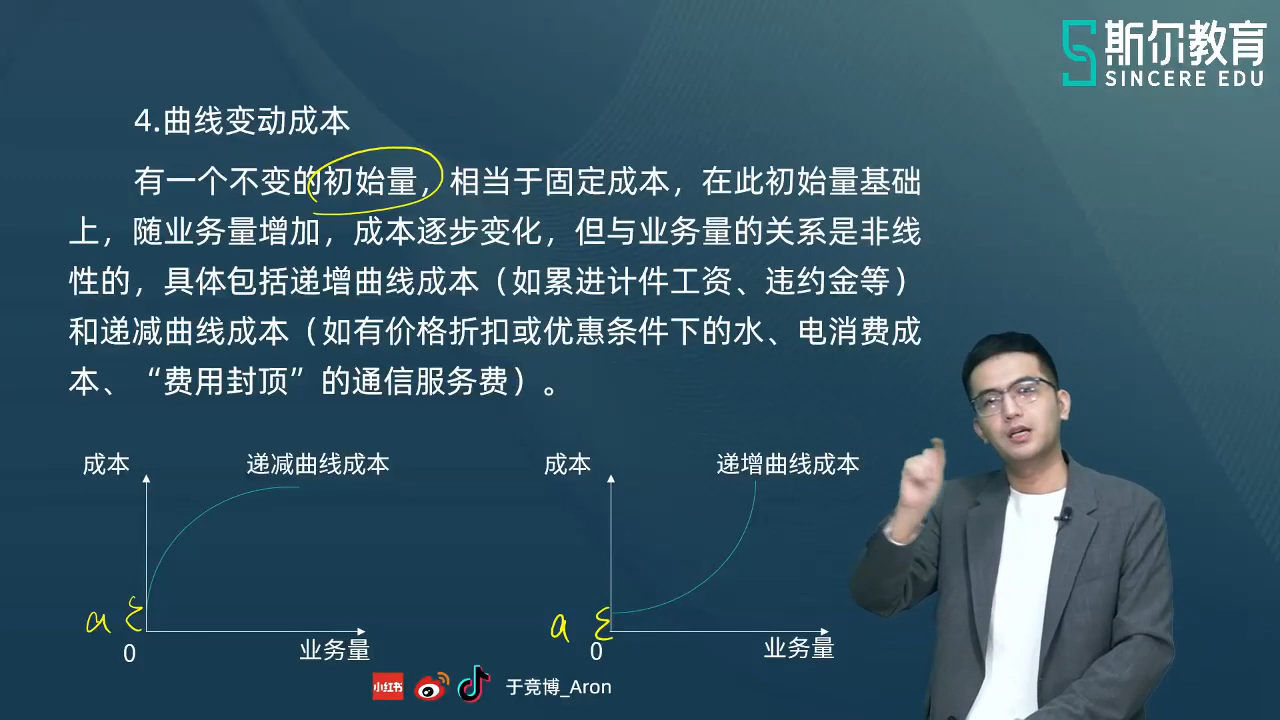 斯尔教育
SINCERE EDU
4.曲线变动成本
有一个不变的初始量，相当于固定成本，在此初始量基础
上，随业务量增加，成本逐步变化，但与业务量的关系是非线
性的，具体包括递增曲线成本（如累进计件工资、违约金等）
和递减曲线成本（如有价格折扣或优惠条件下的水、电消费成
本、“费用封顶”的通信服务费）。
成本 递减曲线成本
a
0
业务量
成本 递增曲线成本
a
0
业务量
小红书 于竞博_Aron